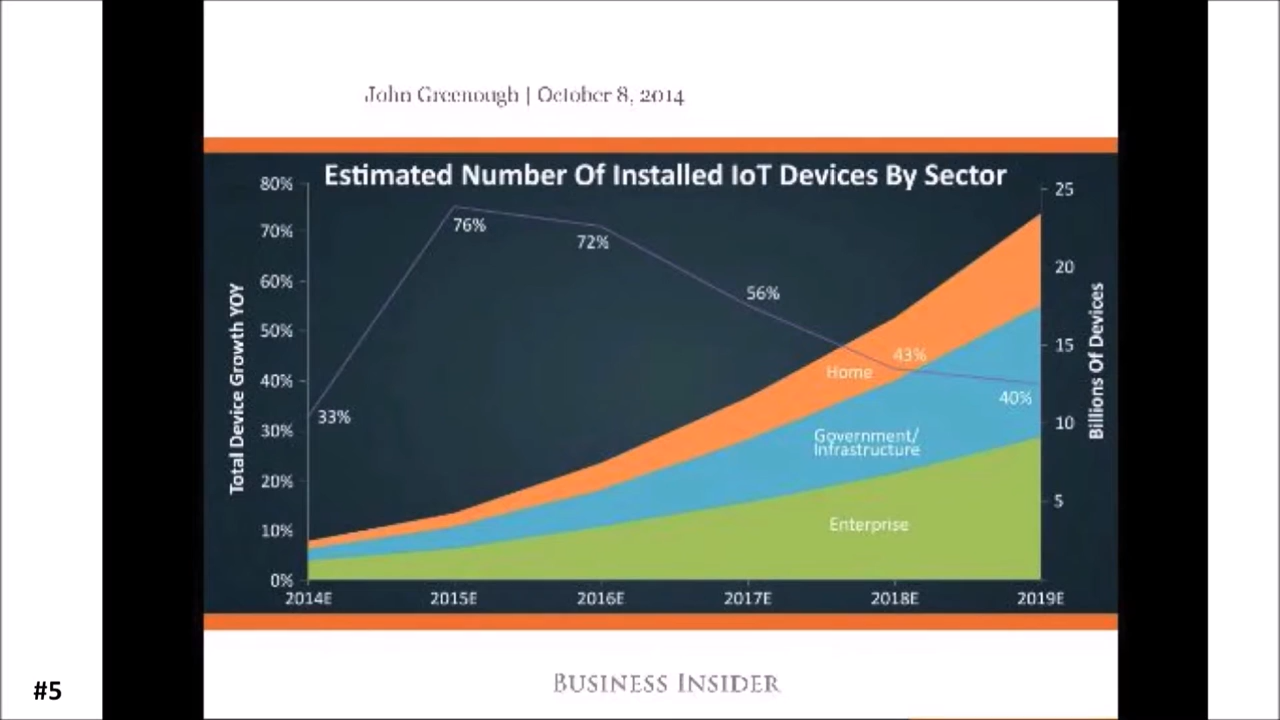 John Greenough | October 8, 2014
Estimated Number Of Installed IoT Devices By Sector
80%
70%
60%
50%
40%
30%
20%
10%
0%
Total Device Growth YOY
33%
76%
72%
56%
43%
40%
Home
Government/
Infrastructure
Enterprise
25
20
15
10
5
Billions Of Devices
2014E 2015E 2016E 2017E 2018E 2019E
BUSINESS INSIDER
#5